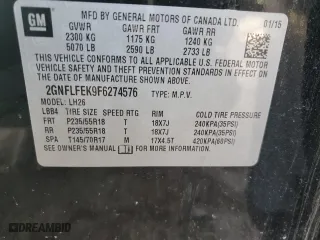 GM
MFD BY GENERAL MOTORS OF CANADA LTD. 01/15
GVWR GAWR FRT GAWR RR
2300 KG 1175 KG 1240 KG
5070 LB 2590 LB 2733 LB
THIS VEHICLE CONFORMS TO ALL APPLICABLE U.S. FEDERAL MOTOR
VEHICLE SAFETY AND THEFT PREVENTION STANDARDS IN EFFECT ON
THE DATE OF MANUFACTURE SHOWN ABOVE.
2GNFLFEK9F6274576 TYPE: M.P.V.
MODEL: LH26
LBB4 TIRE SIZE SPEED RTG RIM COLD TIRE PRESSURE
FRT P235/55R18 T 18X7J 240KPA(35PSI)
RR P235/55R18 T 18X7J 240KPA(35PSI)
SPA T145/70R17 M 17X4.5T 420KPA(60PSI)
SEE OWNER'S MANUAL FOR MORE INFORMATION.